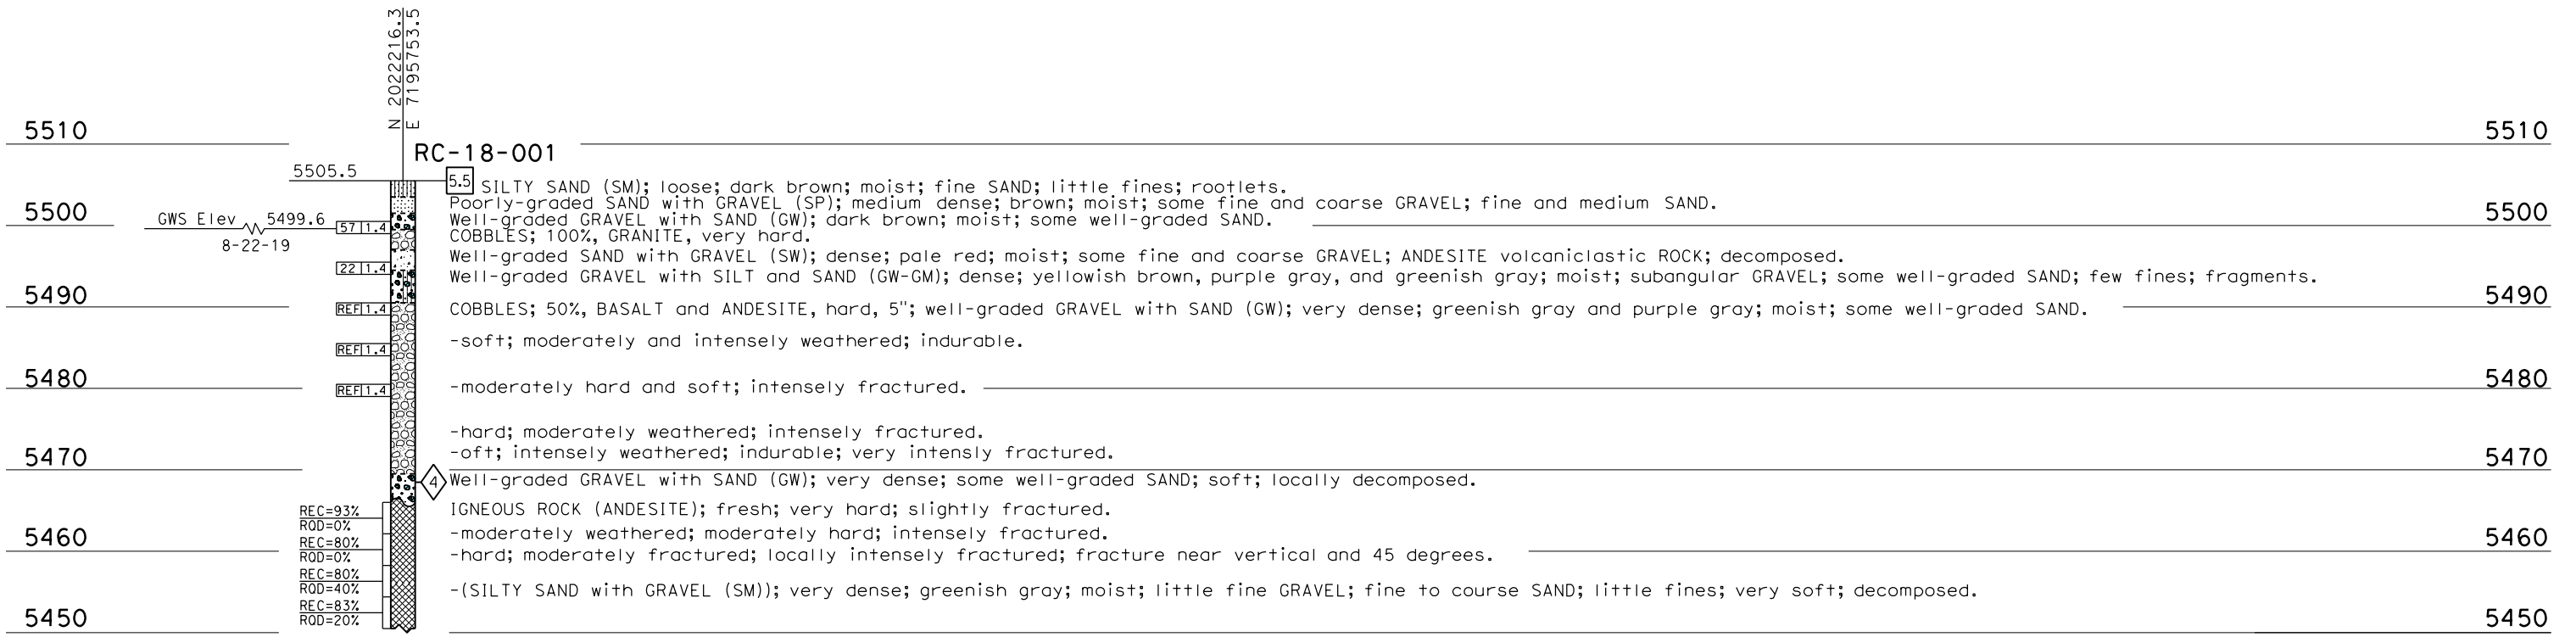 N 2022216.3
E 7195753.5
5510
5510
RC-18-001
5505.5
5.5
SILTY SAND (SM); loose; dark brown; moist; fine SAND; little fines; rootlets.
Poorly-graded SAND with GRAVEL (SP); medium dense; brown; moist; some fine and coarse GRAVEL; fine and medium SAND.
5500
GWS Elev 5499.6
8-22-19
57 1.4
Well-graded GRAVEL with SAND (GW); dark brown; moist; some well-graded SAND.
5500
COBBLES; 100%, GRANITE, very hard.
Well-graded SAND with GRAVEL (SW); dense; pale red; moist; some fine and coarse GRAVEL; ANDESITE volcaniclastic ROCK; decomposed.
22 1.4
Well-graded GRAVEL with SILT and SAND (GW-GM); dense; yellowish brown, purple gray, and greenish gray; moist; subangular GRAVEL; some well-graded SAND; few fines; fragments.
5490
5490
REF 1.4
COBBLES; 50%, BASALT and ANDESITE, hard, 5"; well-graded GRAVEL with SAND (GW); very dense; greenish gray and purple gray; moist; some well-graded SAND.
-soft; moderately and intensely weathered; indurable.
REF 1.4
5480
5480
REF 1.4
-moderately hard and soft; intensely fractured.
-hard; moderately weathered; intensely fractured.
-oft; intensely weathered; indurable; very intensly fractured.
5470
5470
4
Well-graded GRAVEL with SAND (GW); very dense; some well-graded SAND; soft; locally decomposed.
REC=93%
RQD=0%
IGNEOUS ROCK (ANDESITE); fresh; very hard; slightly fractured.
-moderately weathered; moderately hard; intensely fractured.
5460
5460
REC=80%
RQD=0%
-hard; moderately fractured; locally intensely fractured; fracture near vertical and 45 degrees.
REC=80%
RQD=40%
-(SILTY SAND with GRAVEL (SM)); very dense; greenish gray; moist; little fine GRAVEL; fine to course SAND; little fines; very soft; decomposed.
REC=83%
RQD=20%
5450
5450